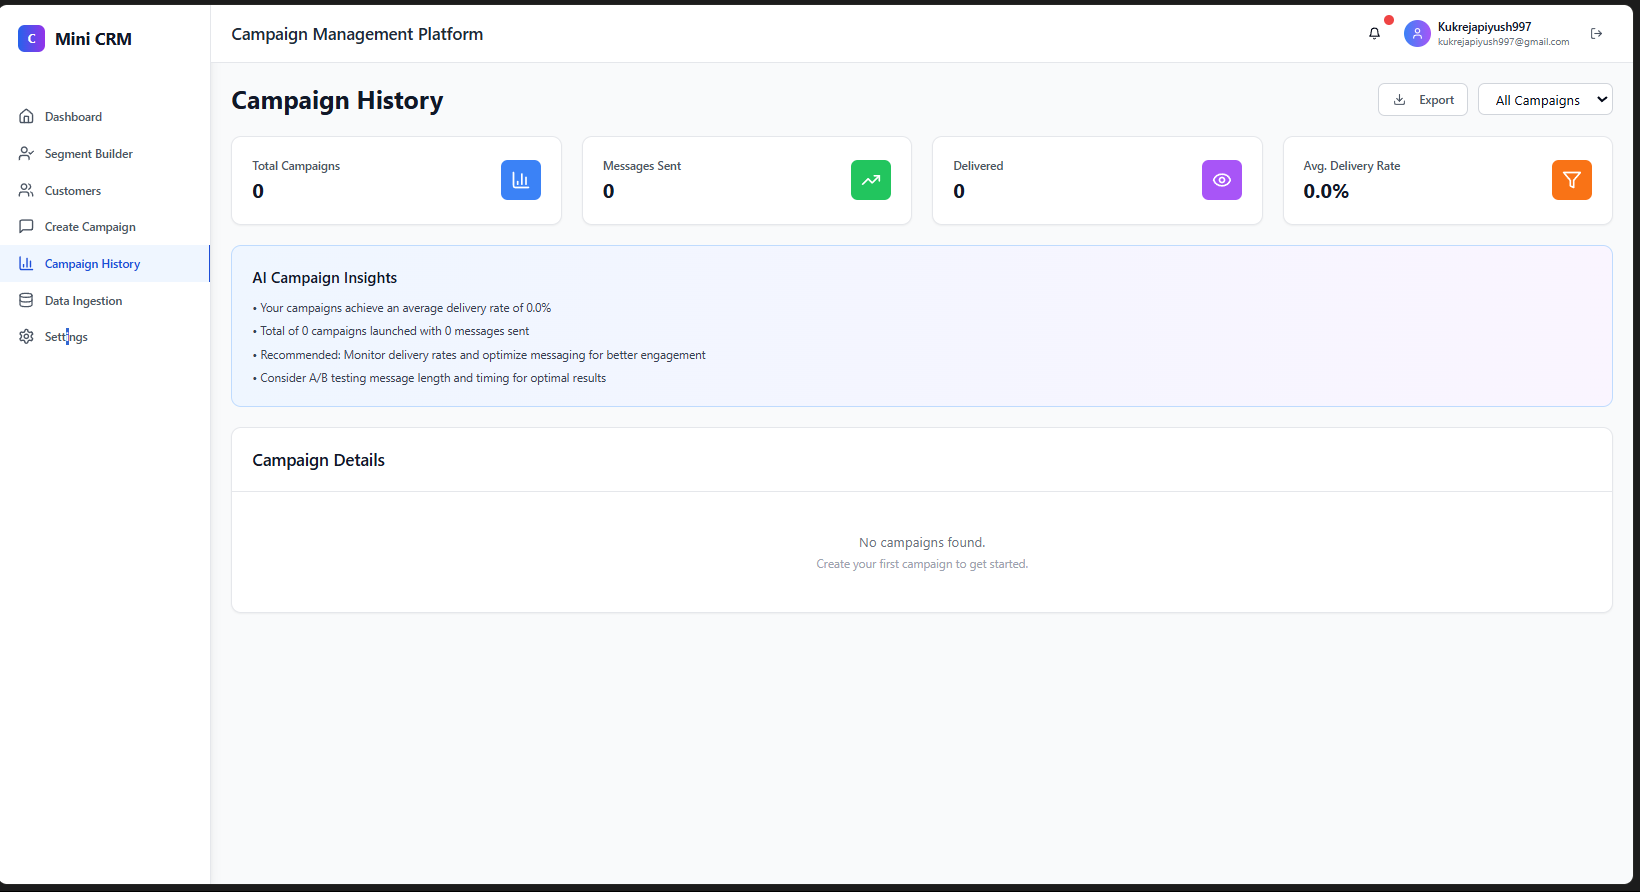 C Mini CRM
Campaign Management Platform
Kukrejapiyush997
kukrejapiyush997@gmail.com
Dashboard
Segment Builder
Customers
Create Campaign
Campaign History
Data Ingestion
Settings
Campaign History
Export
All Campaigns
Total Campaigns
0
Messages Sent
0
Delivered
0
Avg. Delivery Rate
0.0%
AI Campaign Insights
• Your campaigns achieve an average delivery rate of 0.0%
• Total of 0 campaigns launched with 0 messages sent
• Recommended: Monitor delivery rates and optimize messaging for better engagement
• Consider A/B testing message length and timing for optimal results
Campaign Details
No campaigns found.
Create your first campaign to get started.